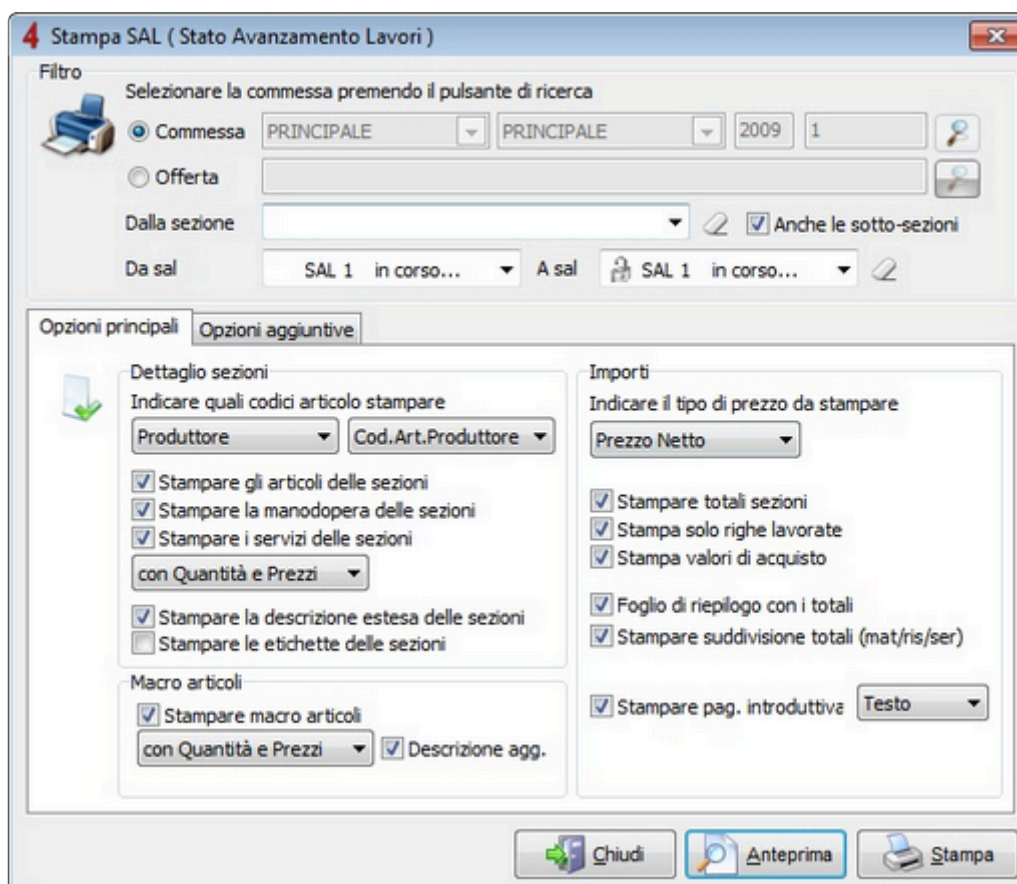 4 Stampa SAL ( Stato Avanzamento Lavori )
Filtro
Selezionare la commessa premendo il pulsante di ricerca
Commessa PRINCIPALE PRINCIPALE 2009 1
Offerta
Dalla sezione Anche le sotto-sezioni
Da sal SAL 1 in corso... A sal SAL 1 in corso...
Opzioni principali Opzioni aggiuntive
Dettaglio sezioni
Indicare quali codici articolo stampare
Produttore Cod.Art.Produttore
Stampare gli articoli delle sezioni
Stampare la manodopera delle sezioni
Stampare i servizi delle sezioni
con Quantità e Prezzi
Stampare la descrizione estesa delle sezioni
Stampare le etichette delle sezioni
Macro articoli
Stampare macro articoli
con Quantità e Prezzi Descrizione agg.
Importi
Indicare il tipo di prezzo da stampare
Prezzo Netto
Stampare totali sezioni
Stampa solo righe lavorate
Stampa valori di acquisto
Foglio di riepilogo con i totali
Stampare suddivisione totali (mat/ris/ser)
Stampare pag. introduttiva Testo
Chiudi Anteprima Stampa